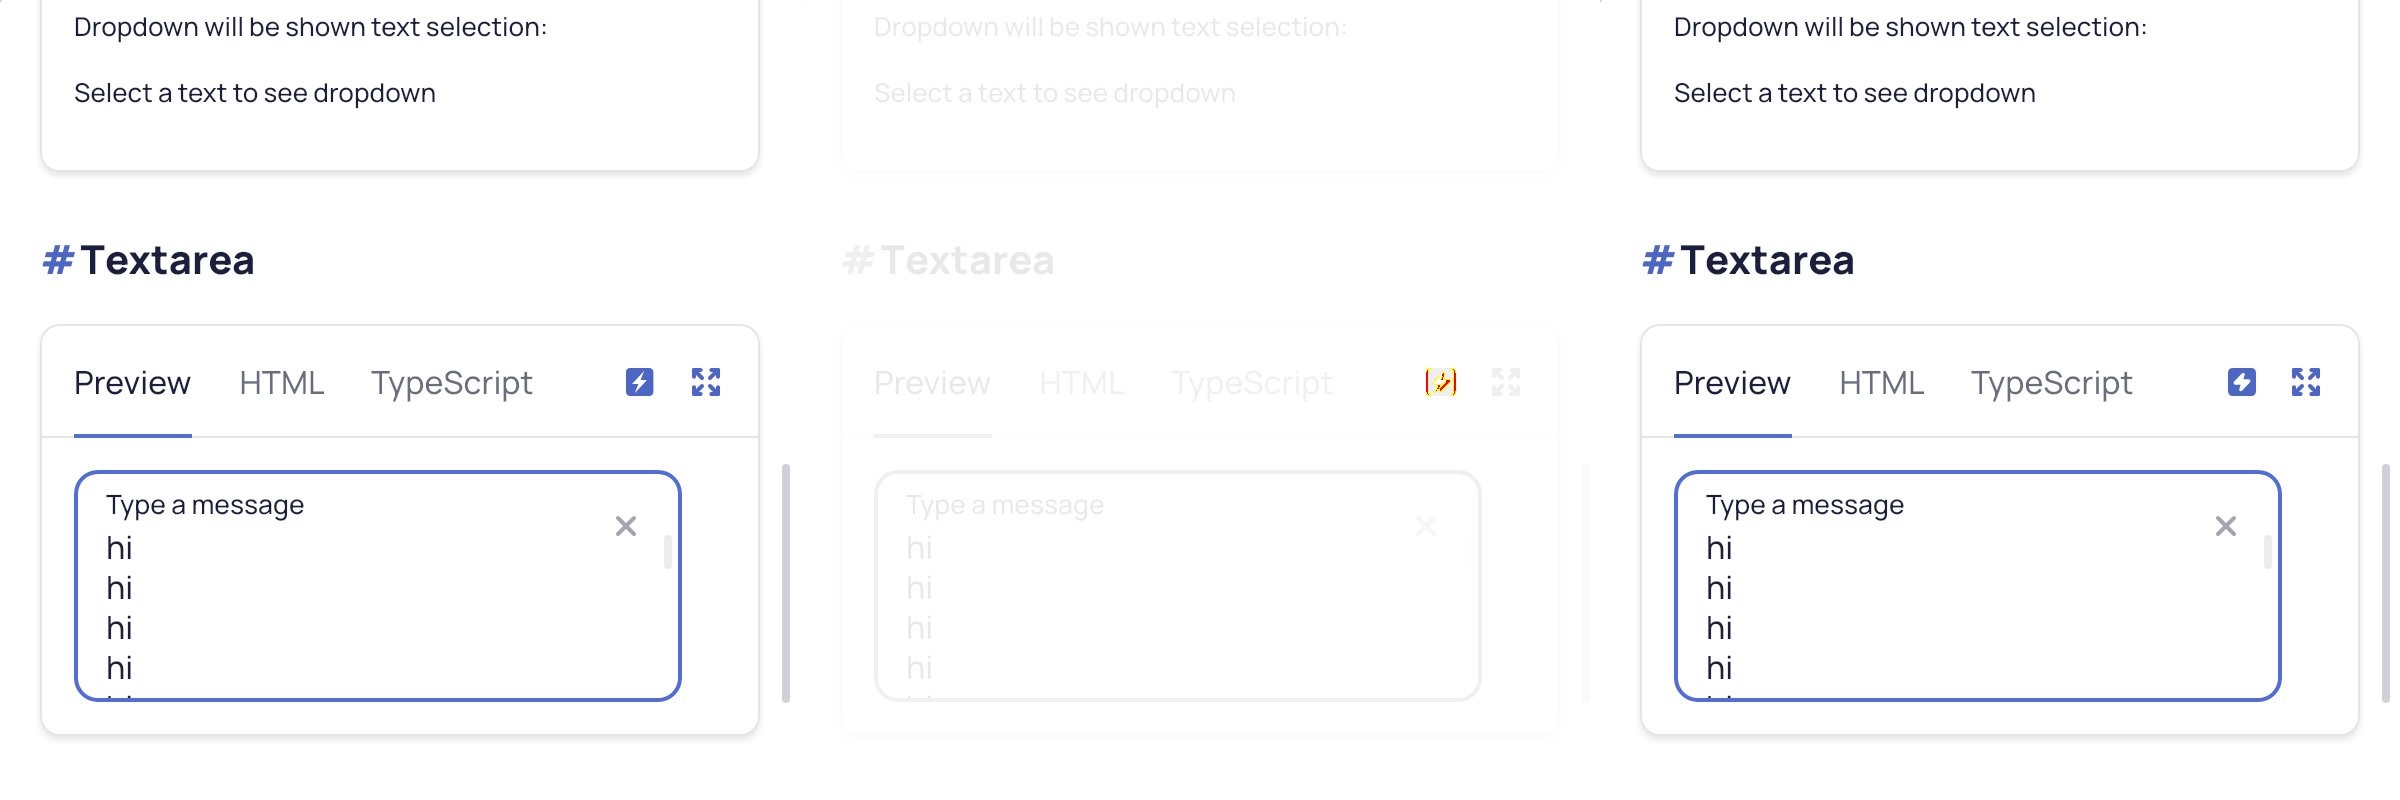 Dropdown will be shown text selection:
Select a text to see dropdown
#Textarea
Preview HTML TypeScript
Type a message
hi
hi
hi
hi
Dropdown will be shown text selection:
Select a text to see dropdown
#Textarea
Preview HTML TypeScript
Type a message
hi
hi
hi
hi
Dropdown will be shown text selection:
Select a text to see dropdown
#Textarea
Preview HTML TypeScript
Type a message
hi
hi
hi
hi